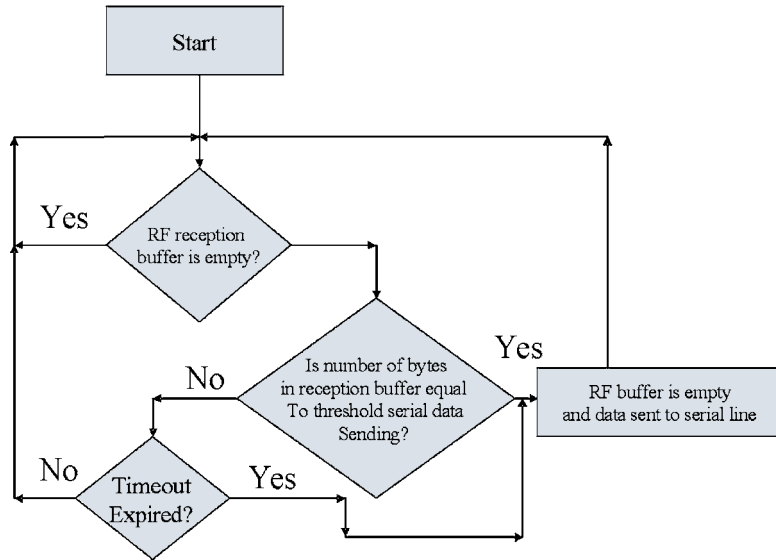 Start
Yes
RF reception
buffer is empty?
Is number of bytes
in reception buffer equal
To threshold serial data
Sending?
Yes
RF buffer is empty
and data sent to serial line
No
No
Timeout
Expired?
Yes